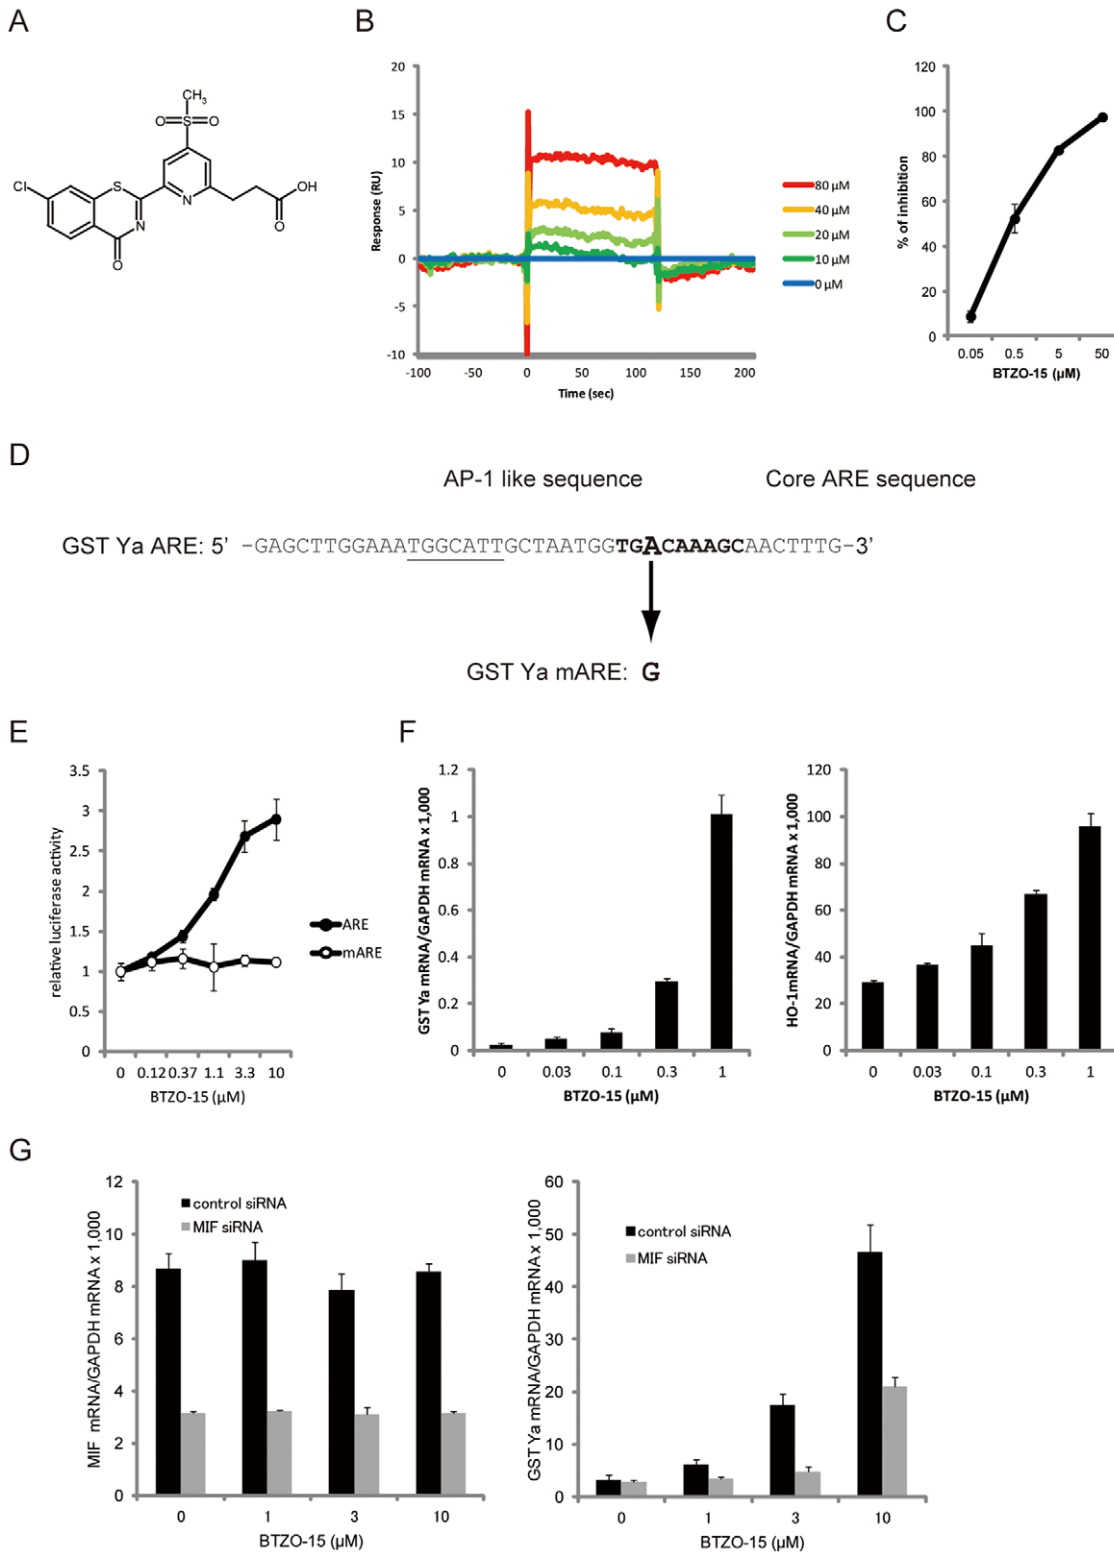 A
CH3
O=S=O
Cl
S
N
N
O
OH
O
B
Response (RU)
20
15
10
5
0
-5
-10
-100 -50 0 50 100 150 200
Time (sec)
80 µM
40 µM
20 µM
10 µM
0 µM
C
% of inhibition
120
100
80
60
40
20
0
0.05 0.5 5 50
BTZO-15 (µM)
D
AP-1 like sequence Core ARE sequence
GST Ya ARE: 5’ -GAGCTTGGAAATGGCATTGCTAATGGTGACAAAGCAACTTTG-3’
GST Ya mARE: G
E
relative luciferase activity
3.5
3
2.5
2
1.5
1
0.5
0
0 0.12 0.37 1.1 3.3 10
BTZO-15 (µM)
ARE
mARE
F
GST Ya mRNA/GAPDH mRNA x 1,000
1.2
1
0.8
0.6
0.4
0.2
0
0 0.03 0.1 0.3 1
BTZO-15 (µM)
HO-1mRNA/GAPDH mRNA x 1,000
120
100
80
60
40
20
0
0 0.03 0.1 0.3 1
BTZO-15 (µM)
G
MIF mRNA/GAPDH mRNA x 1,000
12
10
8
6
4
2
0
control siRNA
MIF siRNA
0 1 3 10
BTZO-15 (µM)
GST Ya mRNA/GAPDH mRNA x 1,000
60
50
40
30
20
10
0
control siRNA
MIF siRNA
0 1 3 10
BTZO-15 (µM)